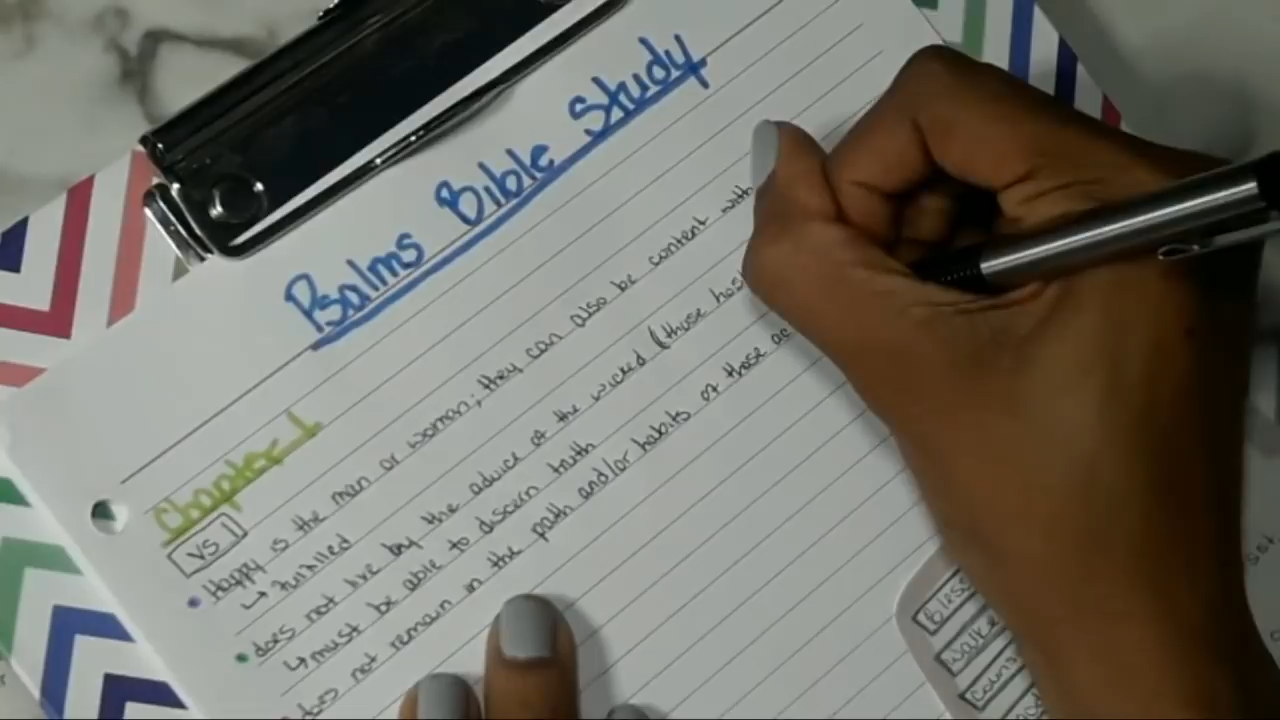 Psalms Bible Study
Chapter 1
VS 1
Happy is the man or woman; they can also be content with
↳ fulfilled
does not live by the advice of the wicked (those host
↳ must be able to discern truth
does not remain in the path and/or habits of those ac
Bless
Walk
Coun